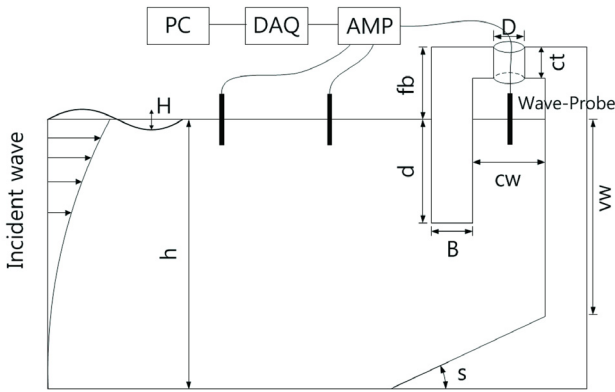 PC
DAQ
AMP
D
ct
fb
H
Wave-Probe
Incident wave
d
cw
vw
h
B
s